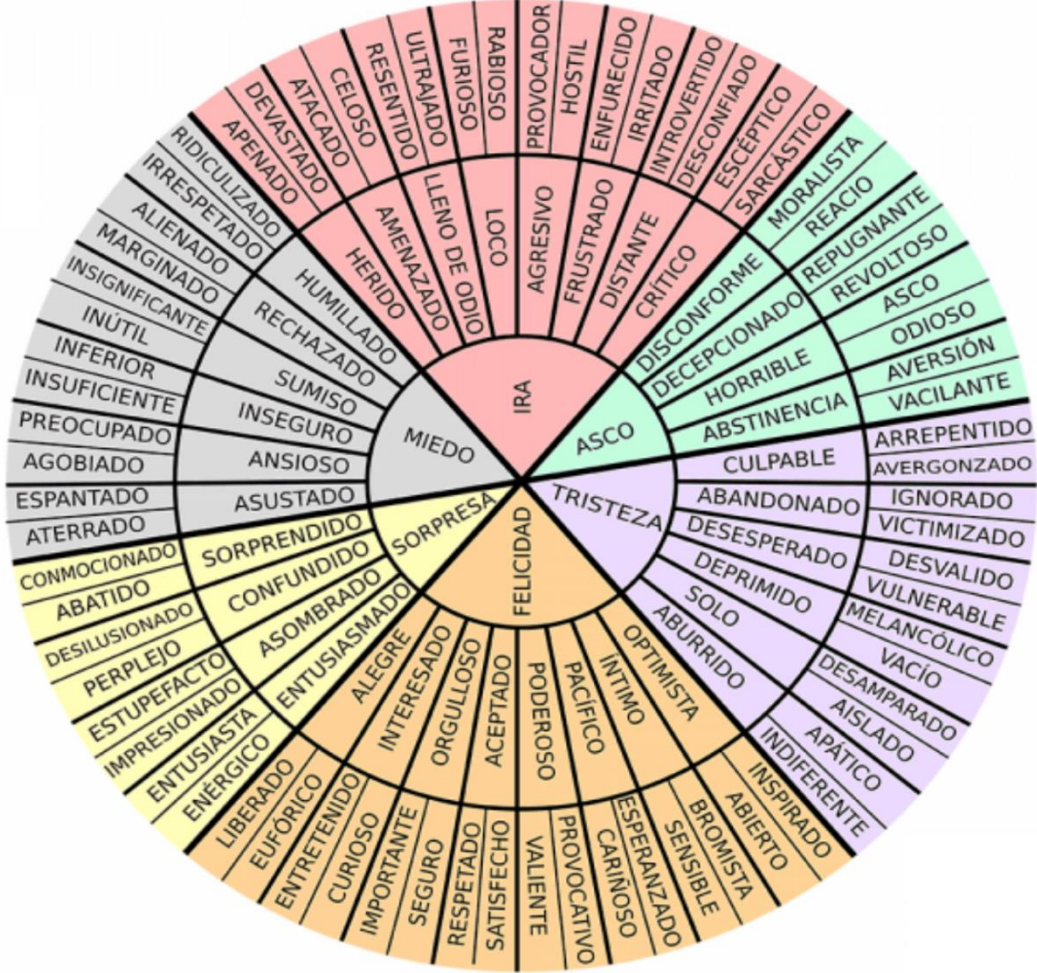 IRA
HERIDO
APENADO
DEVASTADO
AMENAZADO
ATACADO
CELOSO
LLENO DE ODIO
RESENTIDO
ULTRAJADO
LOCO
FURIOSO
RABIOSO
AGRESIVO
PROVOCADOR
HOSTIL
FRUSTRADO
ENFURECIDO
IRRITADO
DISTANTE
INTROVERTIDO
DESCONFIADO
CRÍTICO
ESCÉPTICO
SARCÁSTICO
ASCO
DISCONFORME
MORALISTA
REACIO
DECEPCIONADO
REPUGNANTE
REVOLTOSO
HORRIBLE
ASCO
ODIOSO
ABSTINENCIA
AVERSIÓN
VACILANTE
TRISTEZA
CULPABLE
ARREPENTIDO
AVERGONZADO
ABANDONADO
IGNORADO
VICTIMIZADO
DESESPERADO
DESVALIDO
VULNERABLE
DEPRIMIDO
MELANCÓLICO
VACÍO
SOLO
DESAMPARADO
AISLADO
ABURRIDO
APÁTICO
INDIFERENTE
FELICIDAD
OPTIMISTA
INSPIRADO
ABIERTO
ÍNTIMO
BROMISTA
SENSIBLE
PACÍFICO
ESPERANZADO
CARIÑOSO
PODEROSO
PROVOCATIVO
VALIENTE
ACEPTADO
SATISFECHO
RESPETADO
ORGULLOSO
SEGURO
IMPORTANTE
INTERESADO
CURIOSO
ENTRETENIDO
ALEGRE
EUFÓRICO
LIBERADO
SORPRESA
ENTUSIASMADO
ENÉRGICO
ENTUSIASTA
ASOMBRADO
IMPRESIONADO
ESTUPEFACTO
CONFUNDIDO
PERPLEJO
DESILUSIONADO
SORPRENDIDO
ABATIDO
CONMOCIONADO
MIEDO
ASUSTADO
ATERRADO
ESPANTADO
ANSIOSO
AGOBIADO
PREOCUPADO
INSEGURO
INSUFICIENTE
INFERIOR
SUMISO
INÚTIL
INSIGNIFICANTE
RECHAZADO
MARGINADO
ALIENADO
HUMILLADO
IRRESPETADO
RIDICULIZADO